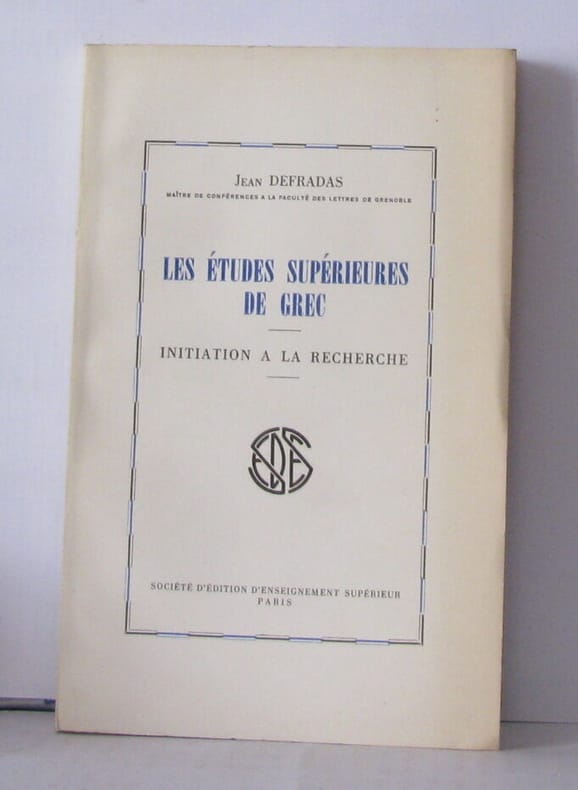 Jean DEFRADAS
MAÎTRE DE CONFÉRENCES A LA FACULTÉ DES LETTRES DE GRENOBLE
LES ÉTUDES SUPÉRIEURES
DE GREC
INITIATION A LA RECHERCHE
SEDES
SOCIÉTÉ D'ÉDITION D'ENSEIGNEMENT SUPÉRIEUR
PARIS